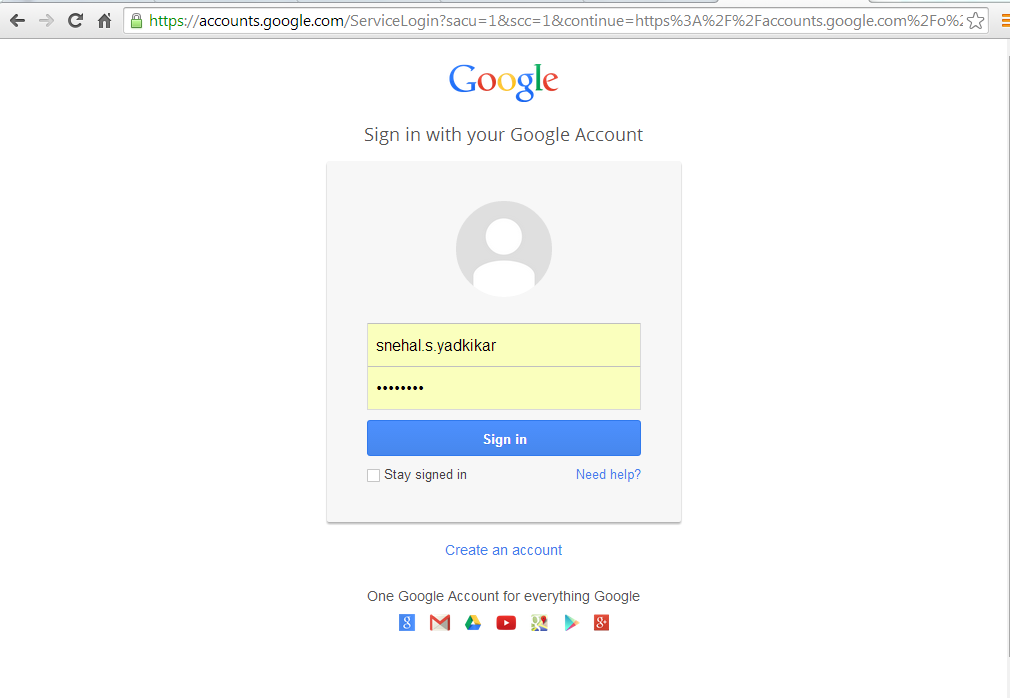 https://accounts.google.com/ServiceLogin?sacu=1&scc=1&continue=https%3A%2F%2Faccounts.google.com%2Fo%2
Google
Sign in with your Google Account
snehal.s.yadkikar
••••••••
Sign in
Stay signed in Need help?
Create an account
One Google Account for everything Google
8 8+